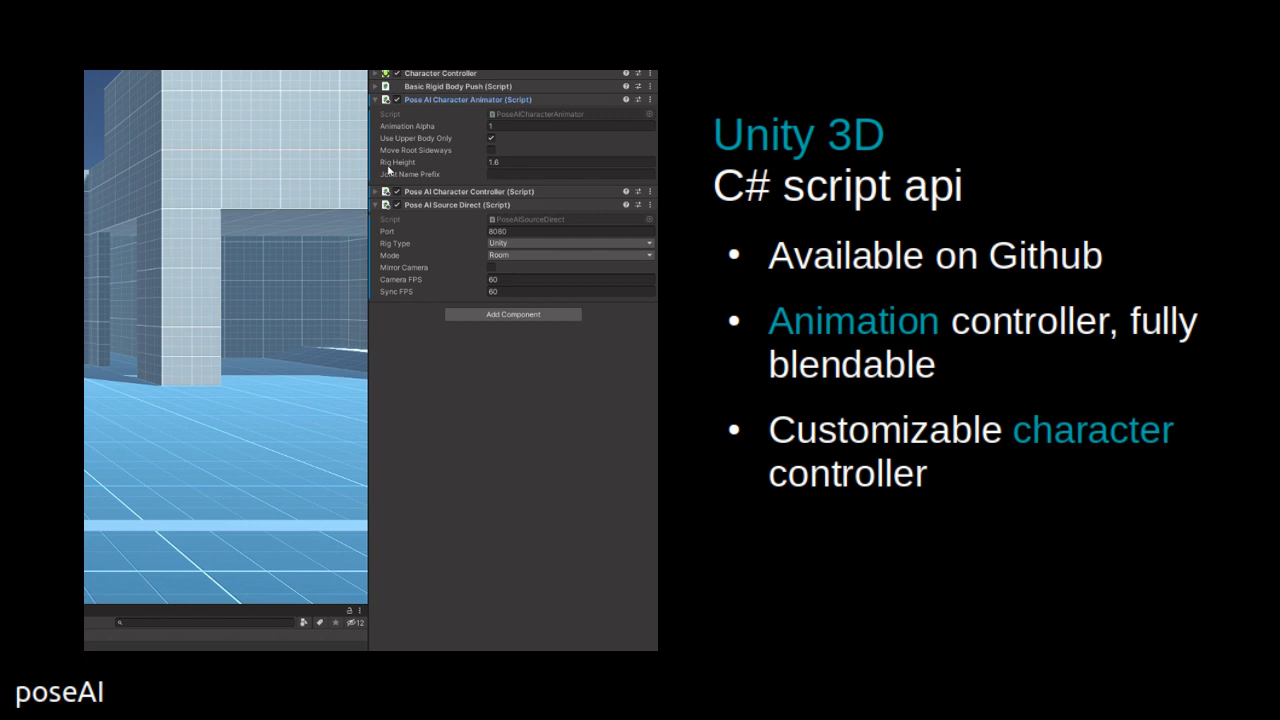 Character Controller
Basic Rigid Body Push (Script)
Pose AI Character Animator (Script)
Script PoseAICharacterAnimator
Animation Alpha 1
Use Upper Body Only
Move Root Sideways
Rig Height 1.6
Joint Name Prefix
Pose AI Character Controller (Script)
Pose AI Source Direct (Script)
Script PoseAISourceDirect
Port 8080
Rig Type Unity
Mode Room
Mirror Camera
Camera FPS 60
Sync FPS 60
Add Component
12
Unity 3D
C# script api
• Available on Github
• Animation controller, fully
blendable
• Customizable character
controller
poseAI